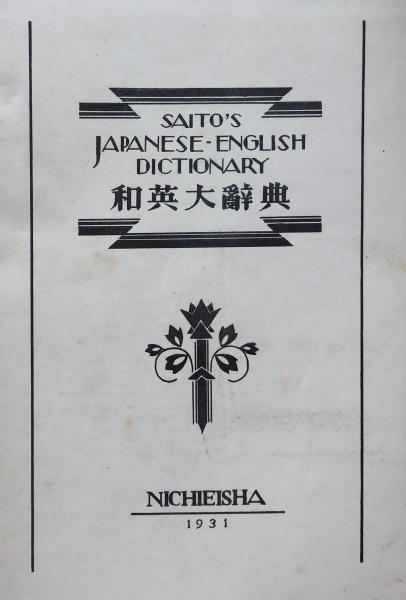 SAITO'S
JAPANESE-ENGLISH
DICTIONARY
和英大辭典
NICHIEISHA
1931